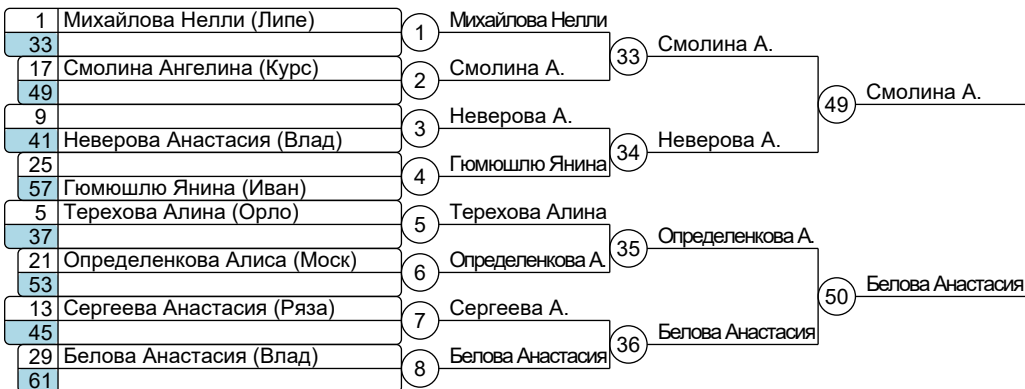 1 Михайлова Нелли (Липе)
33
17 Смолина Ангелина (Курс)
49
9
41 Неверова Анастасия (Влад)
25
57 Гюмюшлю Янина (Иван)
5 Терехова Алина (Орло)
37
21 Определенкова Алиса (Моск)
53
13 Сергеева Анастасия (Ряза)
45
29 Белова Анастасия (Влад)
61
1 Михайлова Нелли
2 Смолина А.
3 Неверова А.
4 Гюмюшлю Янина
5 Терехова Алина
6 Определенкова А.
7 Сергеева А.
8 Белова Анастасия
33 Смолина А.
34 Неверова А.
35 Определенкова А.
36 Белова Анастасия
49 Смолина А.
50 Белова Анастасия